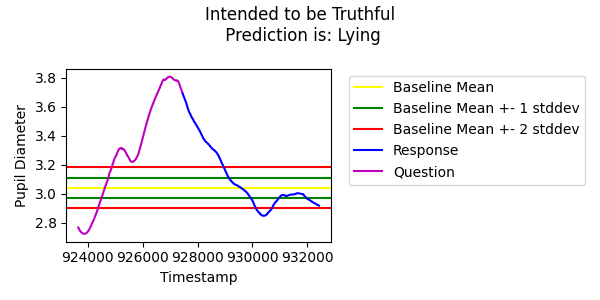 Intended to be Truthful
Prediction is: Lying
3.8
3.6
3.4
3.2
3.0
2.8
Pupil Diameter
924000 926000 928000 930000 932000
Timestamp
Baseline Mean
Baseline Mean +- 1 stddev
Baseline Mean +- 2 stddev
Response
Question